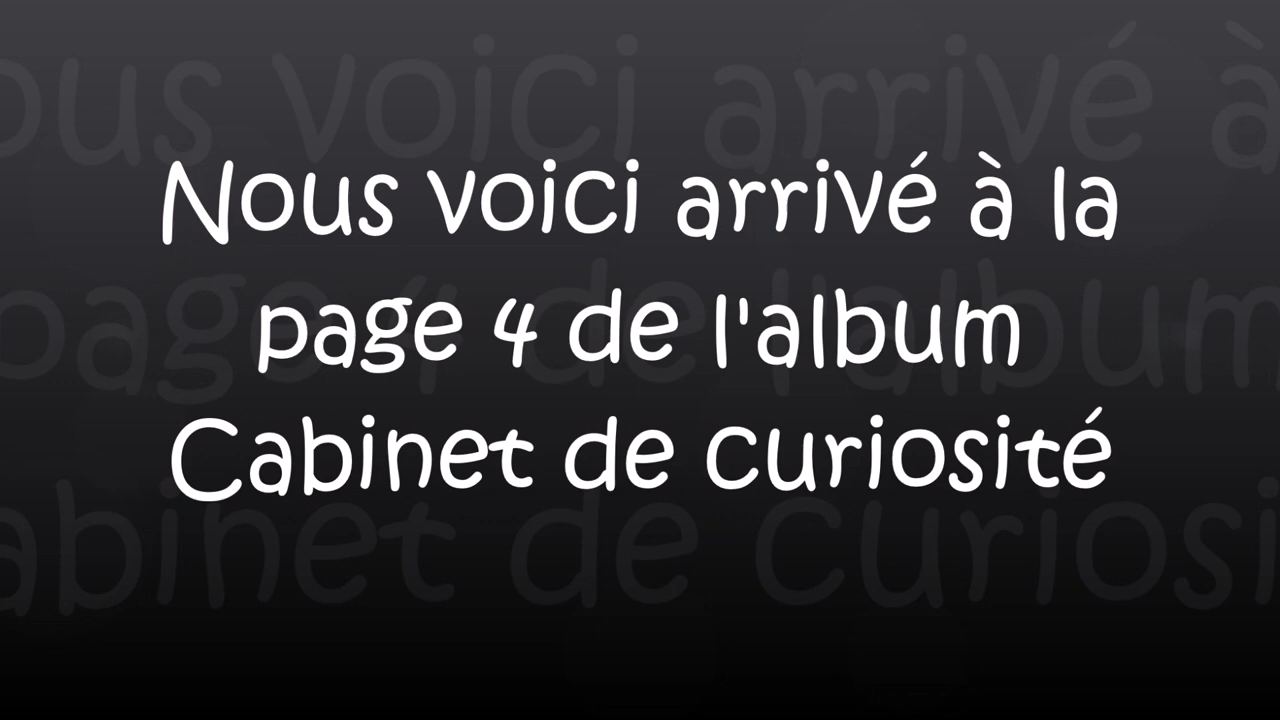 Nous voici arrivé à la
page 4 de l'album
Cabinet de curiosité